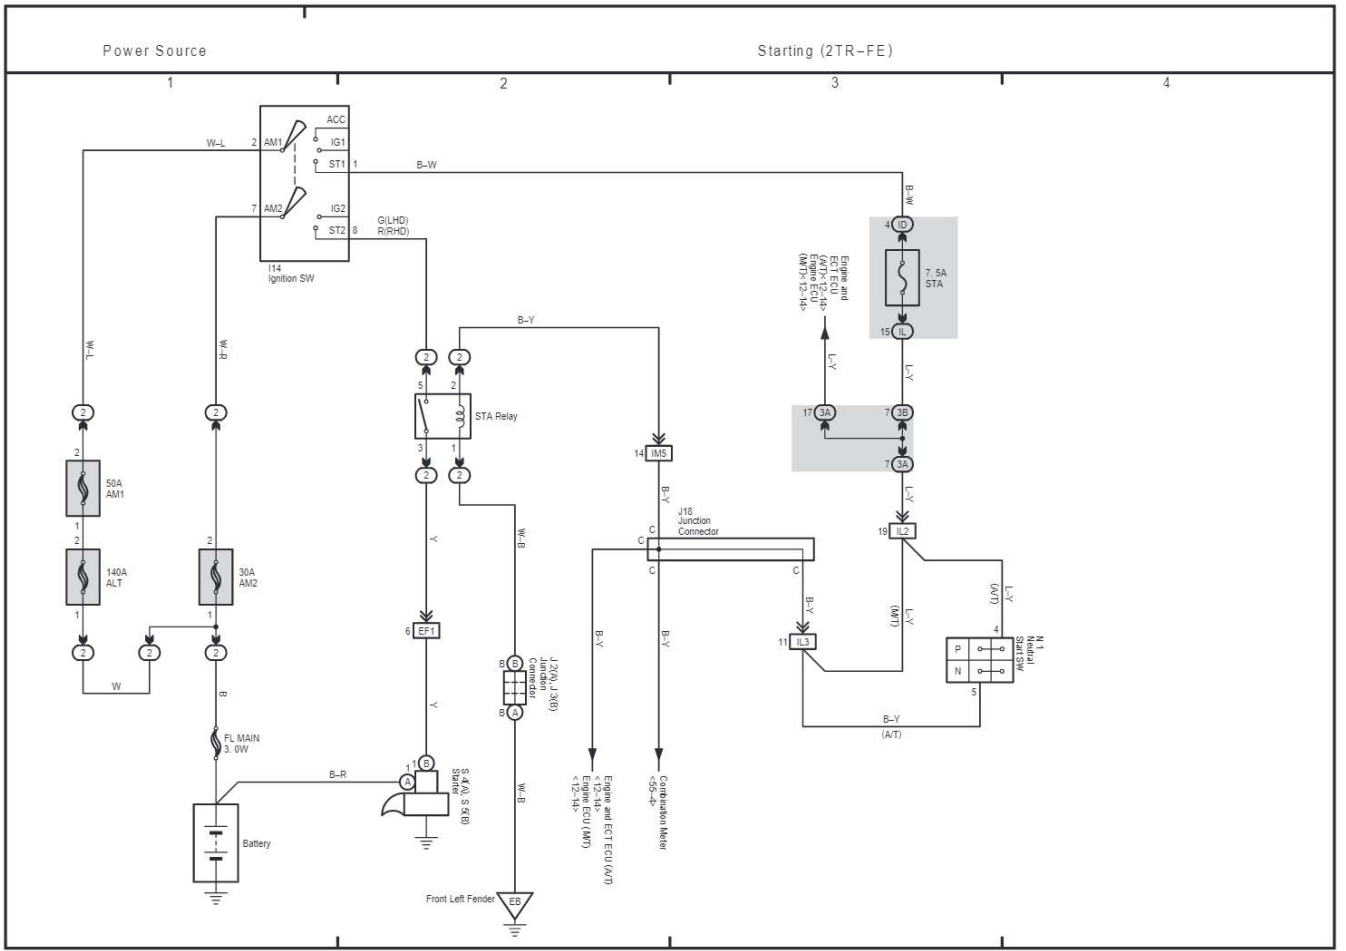 Power Source
Starting (2TR–FE)
1
2
3
4
W–L
2
AM1
ACC
IG1
ST1
1
B–W
7
AM2
IG2
ST2
8
G(LHD)
R(RHD)
I14
Ignition SW
B–W
4
ID
7. 5A
STA
15
IL
Engine and
ECT ECU
(A/T)<12–14>
Engine ECU
(M/T)<12–14>
L–Y
L–Y
17
3A
7
3B
7
3A
L–Y
19
IL2
W–L
W–R
2
2
2
50A
AM1
1
2
140A
ALT
1
2
30A
AM2
1
2
2
2
W
B
FL MAIN
3. 0W
Battery
B–R
B–Y
2
2
5
2
STA Relay
3
1
2
2
Y
W–B
6
EF1
Y
B
B
J 2(A), J 3(B)
Junction
Connector
B
A
W–B
1
1
B
A
S 4(A), S 5(B)
Starter
Front Left Fender
EB
14
IM5
B–Y
J18
Junction
Connector
C
C
C
C
B–Y
B–Y
B–Y
11
IL3
(M/T)
L–Y
L–Y
(A/T)
4
P
N
5
N 1
Neutral
Start SW
B–Y
(A/T)
Engine and ECT ECU (A/T)
<12–14>
Engine ECU (M/T)
<12–14>
Combination Meter
<55–4>